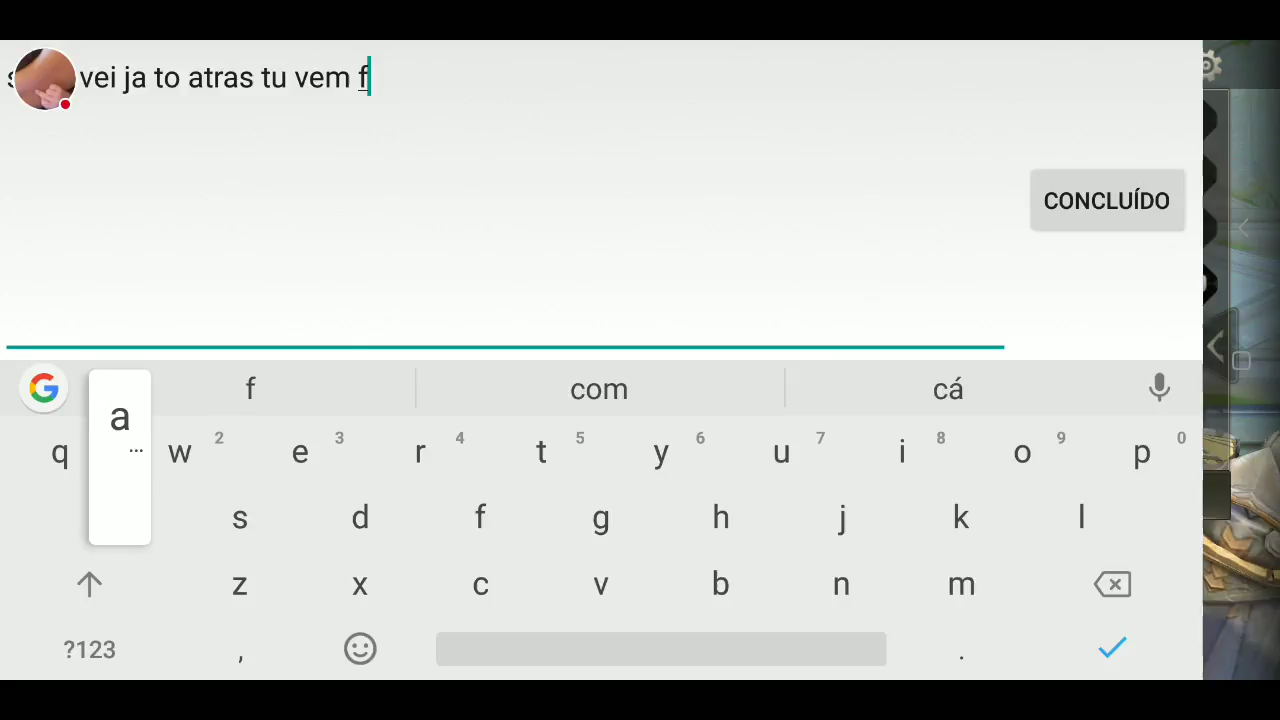 vei ja to atras tu vem f
CONCLUÍDO
f com cá
a
...
q w 2 e 3 r 4 t 5 y 6 u 7 i 8 o 9 p 0
s d f g h j k l
z x c v b n m
?123 , .